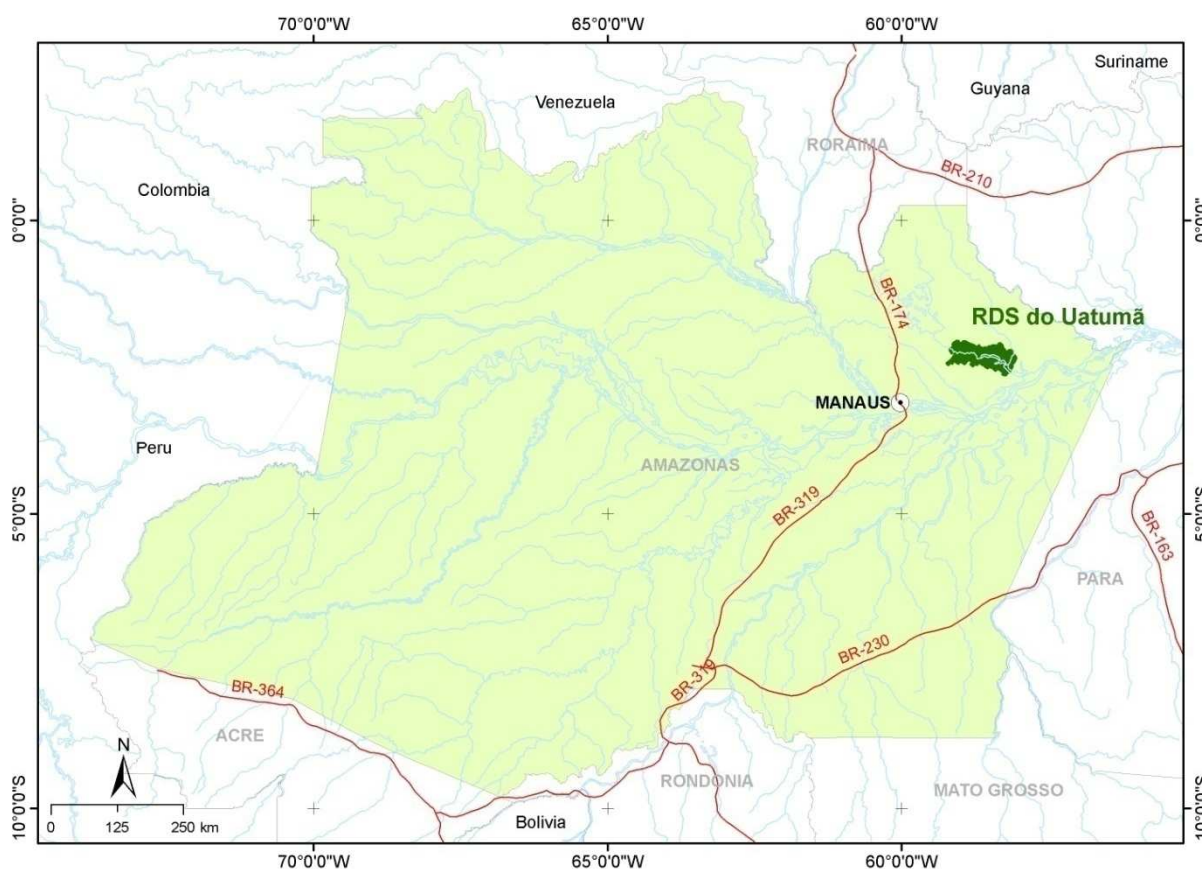 70°0'0"W
65°0'0"W
60°0'0"W
Suriname
Guyana
Venezuela
RORAIMA
BR-210
Colombia
0°0'0"
0°0'0"
BR-174
RDS do Uatumã
MANAUS
Peru
AMAZONAS
BR-319
5°0'0"S
5°0'0"S
BR-163
PARA
BR-230
BR-319
BR-364
ACRE
N
RONDONIA
MATO GROSSO
0 125 250 km
Bolivia
10°0'0"S
10°0'0"S
70°0'0"W
65°0'0"W
60°0'0"W